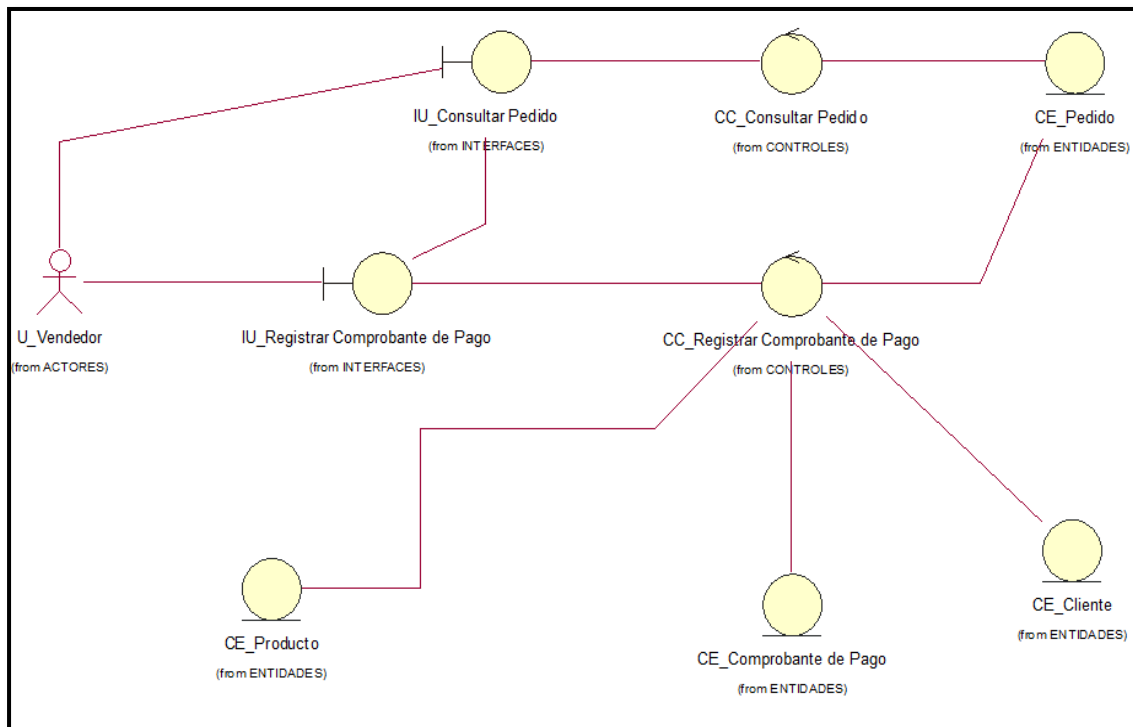 IU_Consultar Pedido
(from INTERFACES)
CC_Consultar Pedido
(from CONTROLES)
CE_Pedido
(from ENTIDADES)
U_Vendedor
(from ACTORES)
IU_Registrar Comprobante de Pago
(from INTERFACES)
CC_Registrar Comprobante de Pago
(from CONTROLES)
CE_Producto
(from ENTIDADES)
CE_Comprobante de Pago
(from ENTIDADES)
CE_Cliente
(from ENTIDADES)